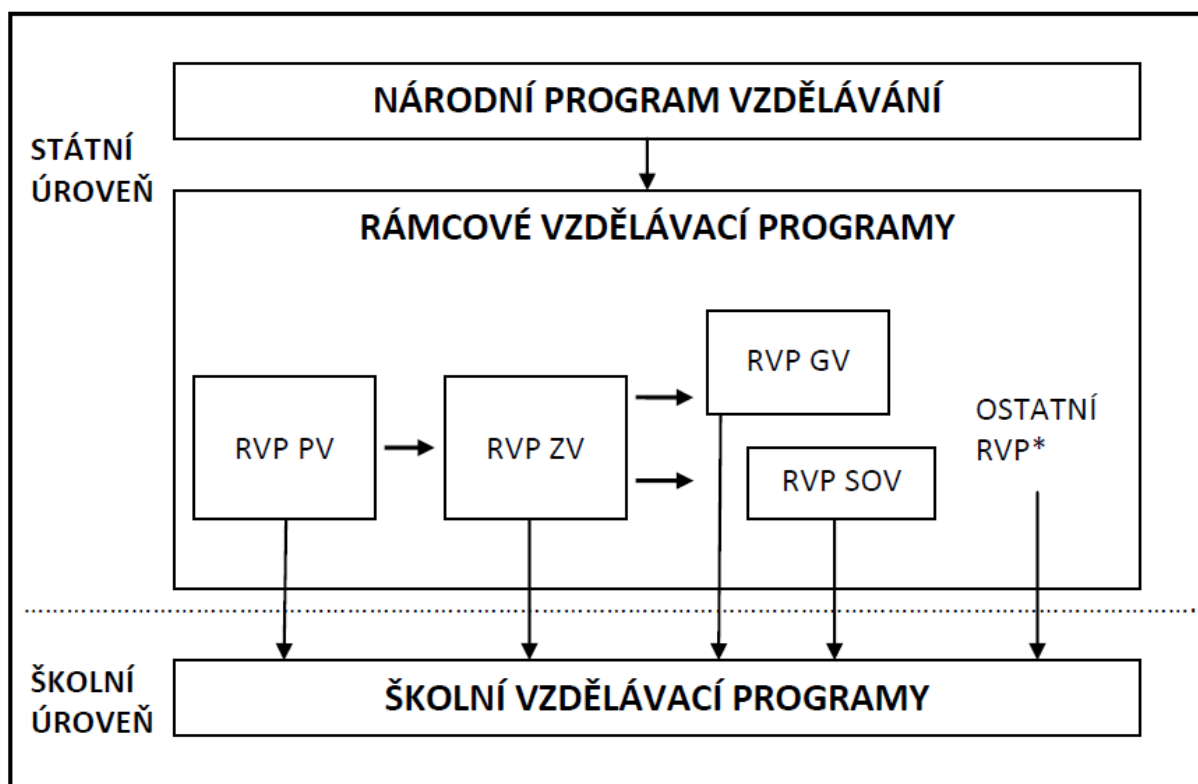 NÁRODNÍ PROGRAM VZDĚLÁVÁNÍ
STÁTNÍ
ÚROVEŇ
RÁMCOVÉ VZDĚLÁVACÍ PROGRAMY
RVP PV
RVP ZV
RVP GV
RVP SOV
OSTATNÍ
RVP*
ŠKOLNÍ
ÚROVEŇ
ŠKOLNÍ VZDĚLÁVACÍ PROGRAMY